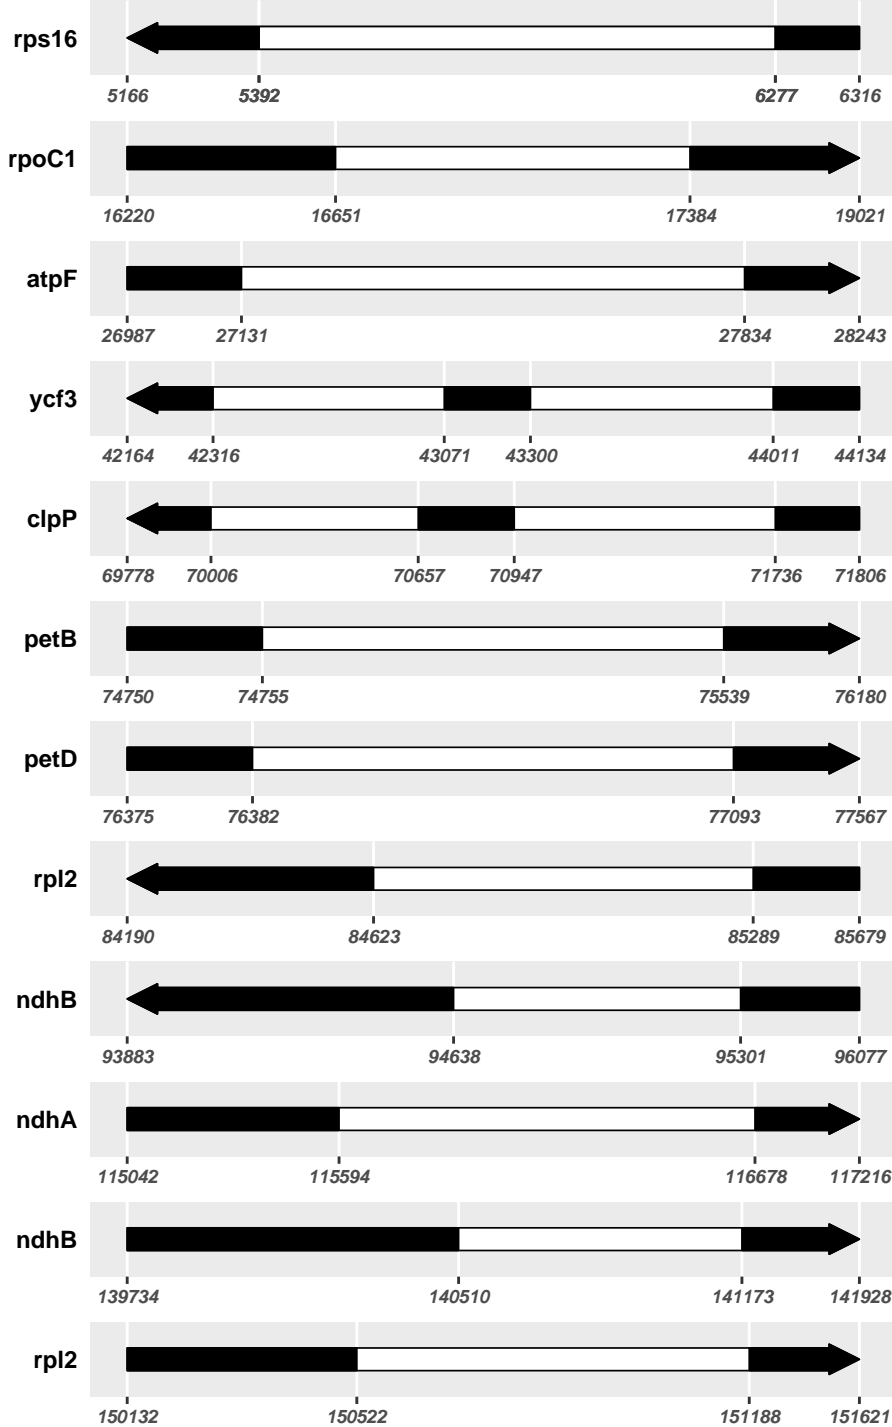 rps16
5166 5392 6277 6316
rpoC1
16220 16651 17384 19021
atpF
26987 27131 27834 28243
ycf3
42164 42316 43071 43300 44011 44134
clpP
69778 70006 70657 70947 71736 71806
petB
74750 74755 75539 76180
petD
76375 76382 77093 77567
rpl2
84190 84623 85289 85679
ndhB
93883 94638 95301 96077
ndhA
115042 115594 116678 117216
ndhB
139734 140510 141173 141928
rpl2
150132 150522 151188 151621